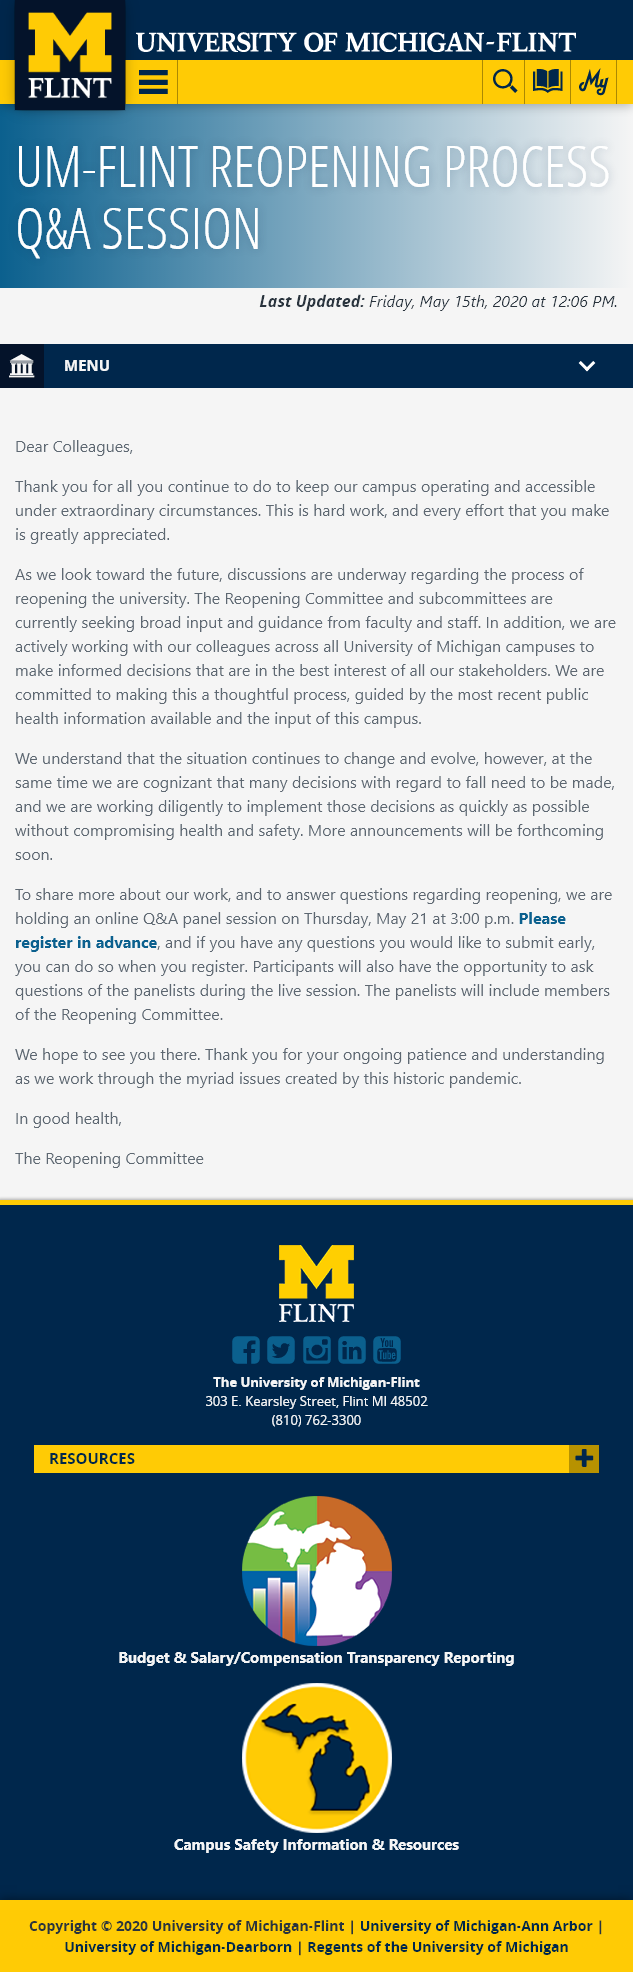 M
FLINT
UNIVERSITY OF MICHIGAN-FLINT
My
UM-FLINT REOPENING PROCESS
Q&A SESSION
Last Updated: Friday, May 15th, 2020 at 12:06 PM.
MENU
Dear Colleagues,
Thank you for all you continue to do to keep our campus operating and accessible
under extraordinary circumstances. This is hard work, and every effort that you make
is greatly appreciated.
As we look toward the future, discussions are underway regarding the process of
reopening the university. The Reopening Committee and subcommittees are
currently seeking broad input and guidance from faculty and staff. In addition, we are
actively working with our colleagues across all University of Michigan campuses to
make informed decisions that are in the best interest of all our stakeholders. We are
committed to making this a thoughtful process, guided by the most recent public
health information available and the input of this campus.
We understand that the situation continues to change and evolve, however, at the
same time we are cognizant that many decisions with regard to fall need to be made,
and we are working diligently to implement those decisions as quickly as possible
without compromising health and safety. More announcements will be forthcoming
soon.
To share more about our work, and to answer questions regarding reopening, we are
holding an online Q&A panel session on Thursday, May 21 at 3:00 p.m. Please
register in advance, and if you have any questions you would like to submit early,
you can do so when you register. Participants will also have the opportunity to ask
questions of the panelists during the live session. The panelists will include members
of the Reopening Committee.
We hope to see you there. Thank you for your ongoing patience and understanding
as we work through the myriad issues created by this historic pandemic.
In good health,
The Reopening Committee
M
FLINT
You Tube
The University of Michigan-Flint
303 E. Kearsley Street, Flint MI 48502
(810) 762-3300
RESOURCES
Budget & Salary/Compensation Transparency Reporting
Campus Safety Information & Resources
Copyright © 2020 University of Michigan-Flint | University of Michigan-Ann Arbor |
University of Michigan-Dearborn | Regents of the University of Michigan